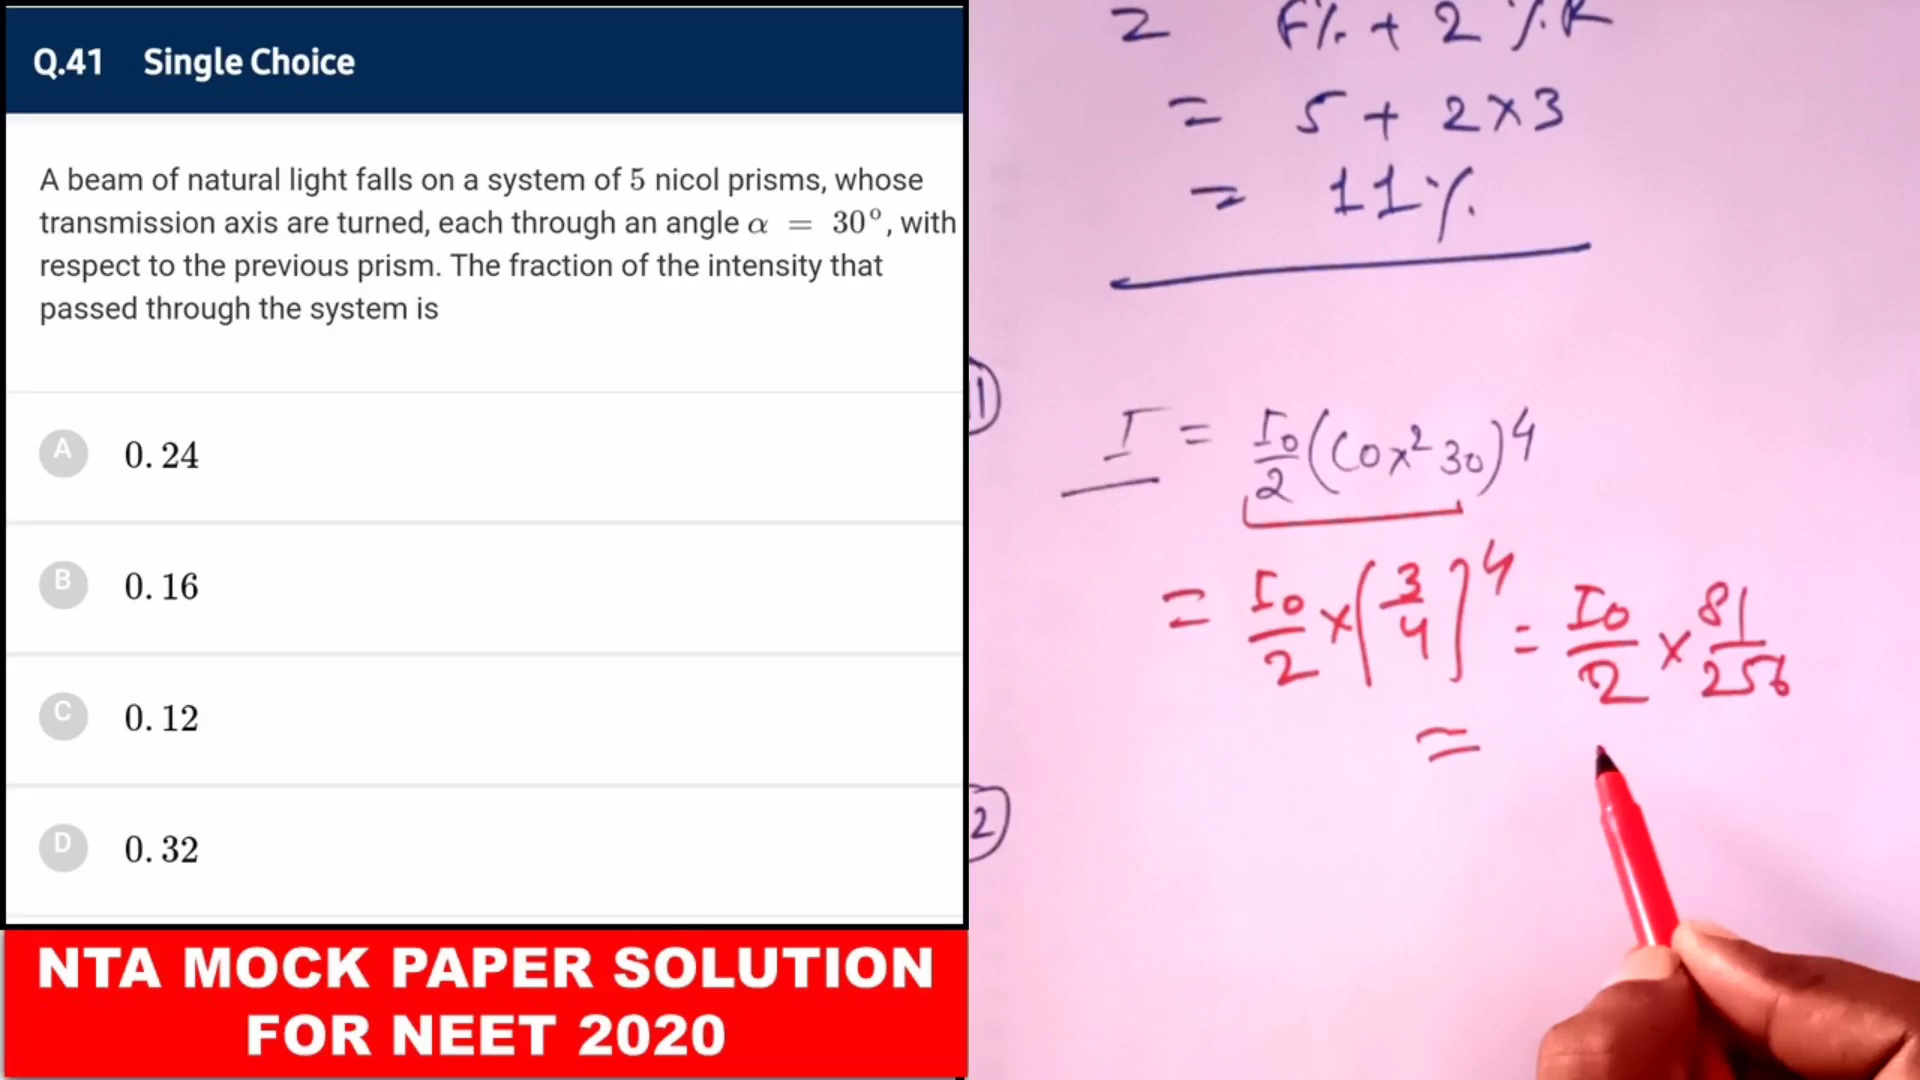 Q.41 Single Choice
A beam of natural light falls on a system of 5 nicol prisms, whose
transmission axis are turned, each through an angle α = 30°, with
respect to the previous prism. The fraction of the intensity that
passed through the system is
A 0. 24
B 0. 16
C 0. 12
D 0. 32
NTA MOCK PAPER SOLUTION
FOR NEET 2020
= 5 + 2×3
= 11%
1)
I = I₀/2 (Cos²30)⁴
= I₀/2 × (3/4)⁴ = I₀/2 × 81/256
=
2)